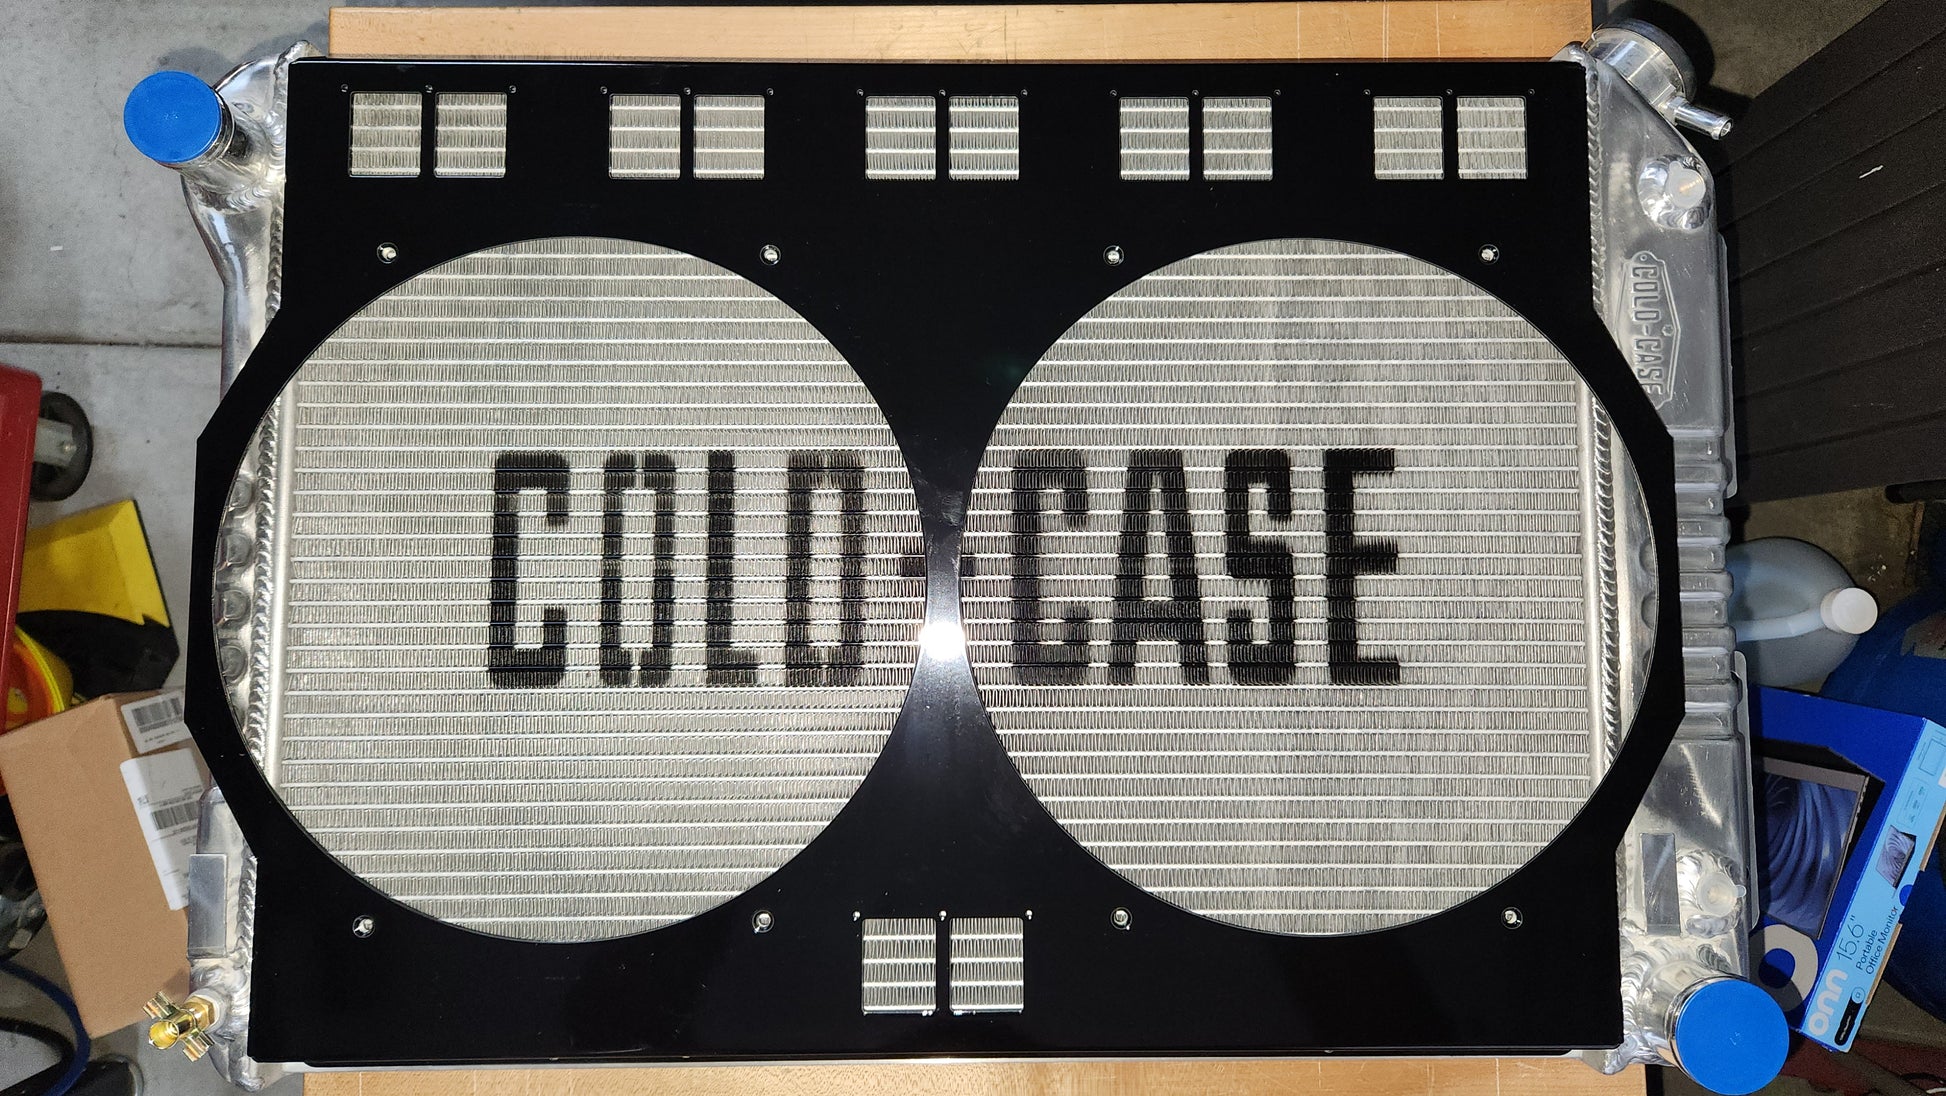 COLD-CASE
COLD-CASE
onn
15.6"
Portable
Office Monitor